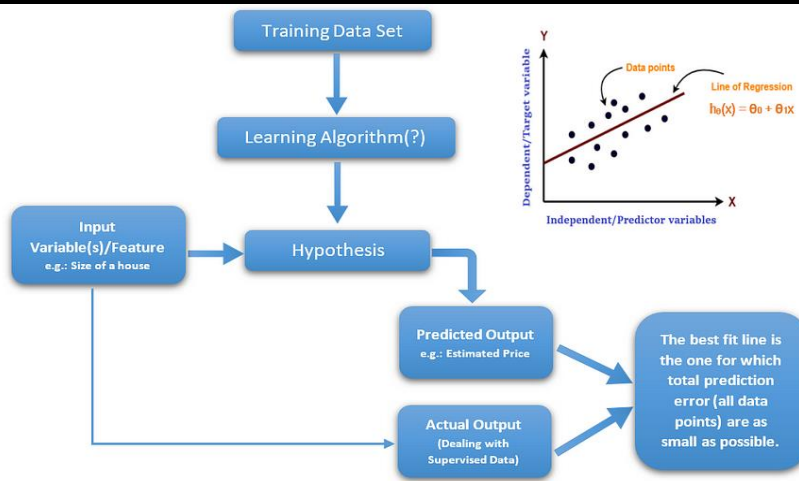 Training Data Set
Learning Algorithm(?)
Input
Variable(s)/Feature
e.g.: Size of a house
Hypothesis
Predicted Output
e.g.: Estimated Price
Actual Output
(Dealing with
Supervised Data)
The best fit line is
the one for which
total prediction
error (all data
points) are as
small as possible.
Y
Data points
Line of Regression
hθ(x) = θ0 + θ1x
Dependent/Target variable
X
Independent/Predictor variables